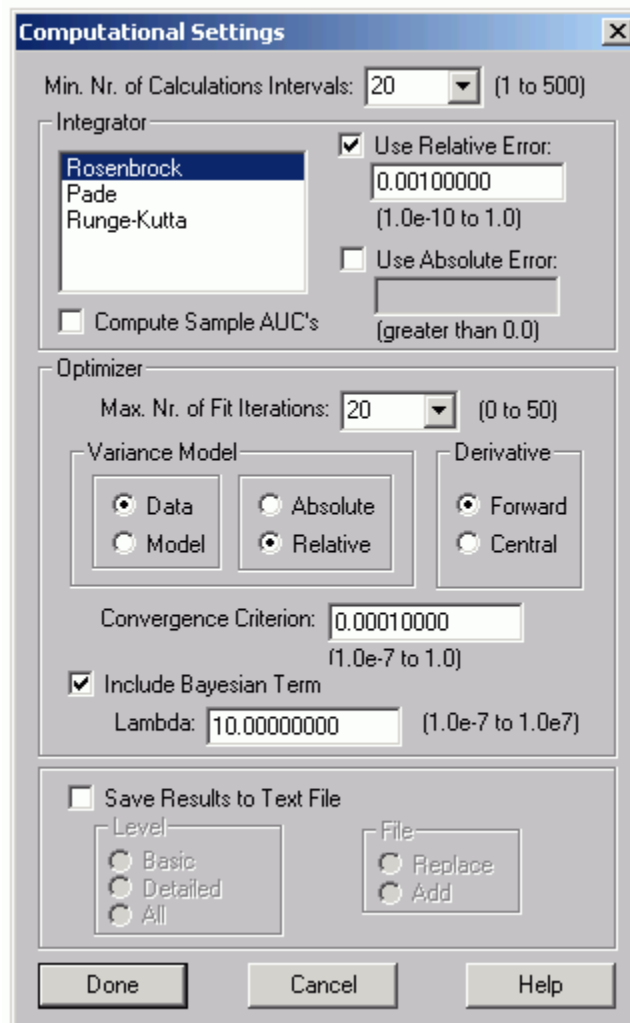 Computational Settings
Min. Nr. of Calculations Intervals: 20 (1 to 500)
Integrator
Rosenbrock
Pade
Runge-Kutta
Use Relative Error:
0.00100000
(1.0e-10 to 1.0)
Use Absolute Error:
(greater than 0.0)
Compute Sample AUC's
Optimizer
Max. Nr. of Fit Iterations: 20 (0 to 50)
Variance Model
Data
Model
Absolute
Relative
Derivative
Forward
Central
Convergence Criterion: 0.00010000
(1.0e-7 to 1.0)
Include Bayesian Term
Lambda: 10.00000000 (1.0e-7 to 1.0e7)
Save Results to Text File
Level
Basic
Detailed
All
File
Replace
Add
Done Cancel Help